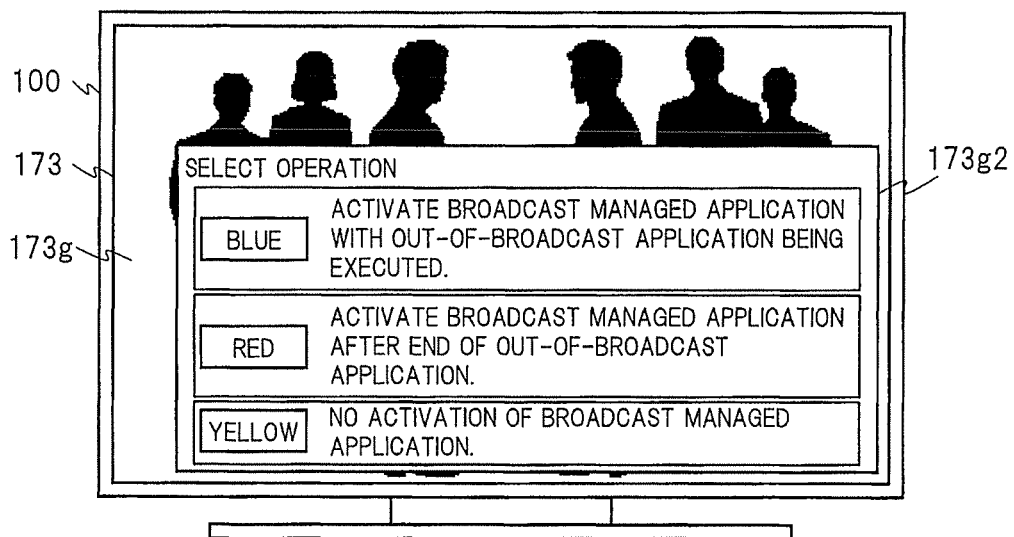 100
173
173g
173g2
SELECT OPERATION
BLUE
ACTIVATE BROADCAST MANAGED APPLICATION
WITH OUT-OF-BROADCAST APPLICATION BEING
EXECUTED.
RED
ACTIVATE BROADCAST MANAGED APPLICATION
AFTER END OF OUT-OF-BROADCAST
APPLICATION.
YELLOW
NO ACTIVATION OF BROADCAST MANAGED
APPLICATION.